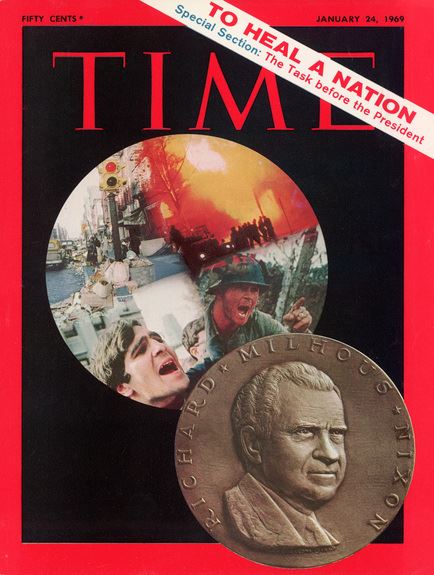 FIFTY CENTS
JANUARY 24, 1969
TO HEAL A NATION
Special Section: The Task before the President
TIME
RICHARD ★ MILHOUS ★ NIXON